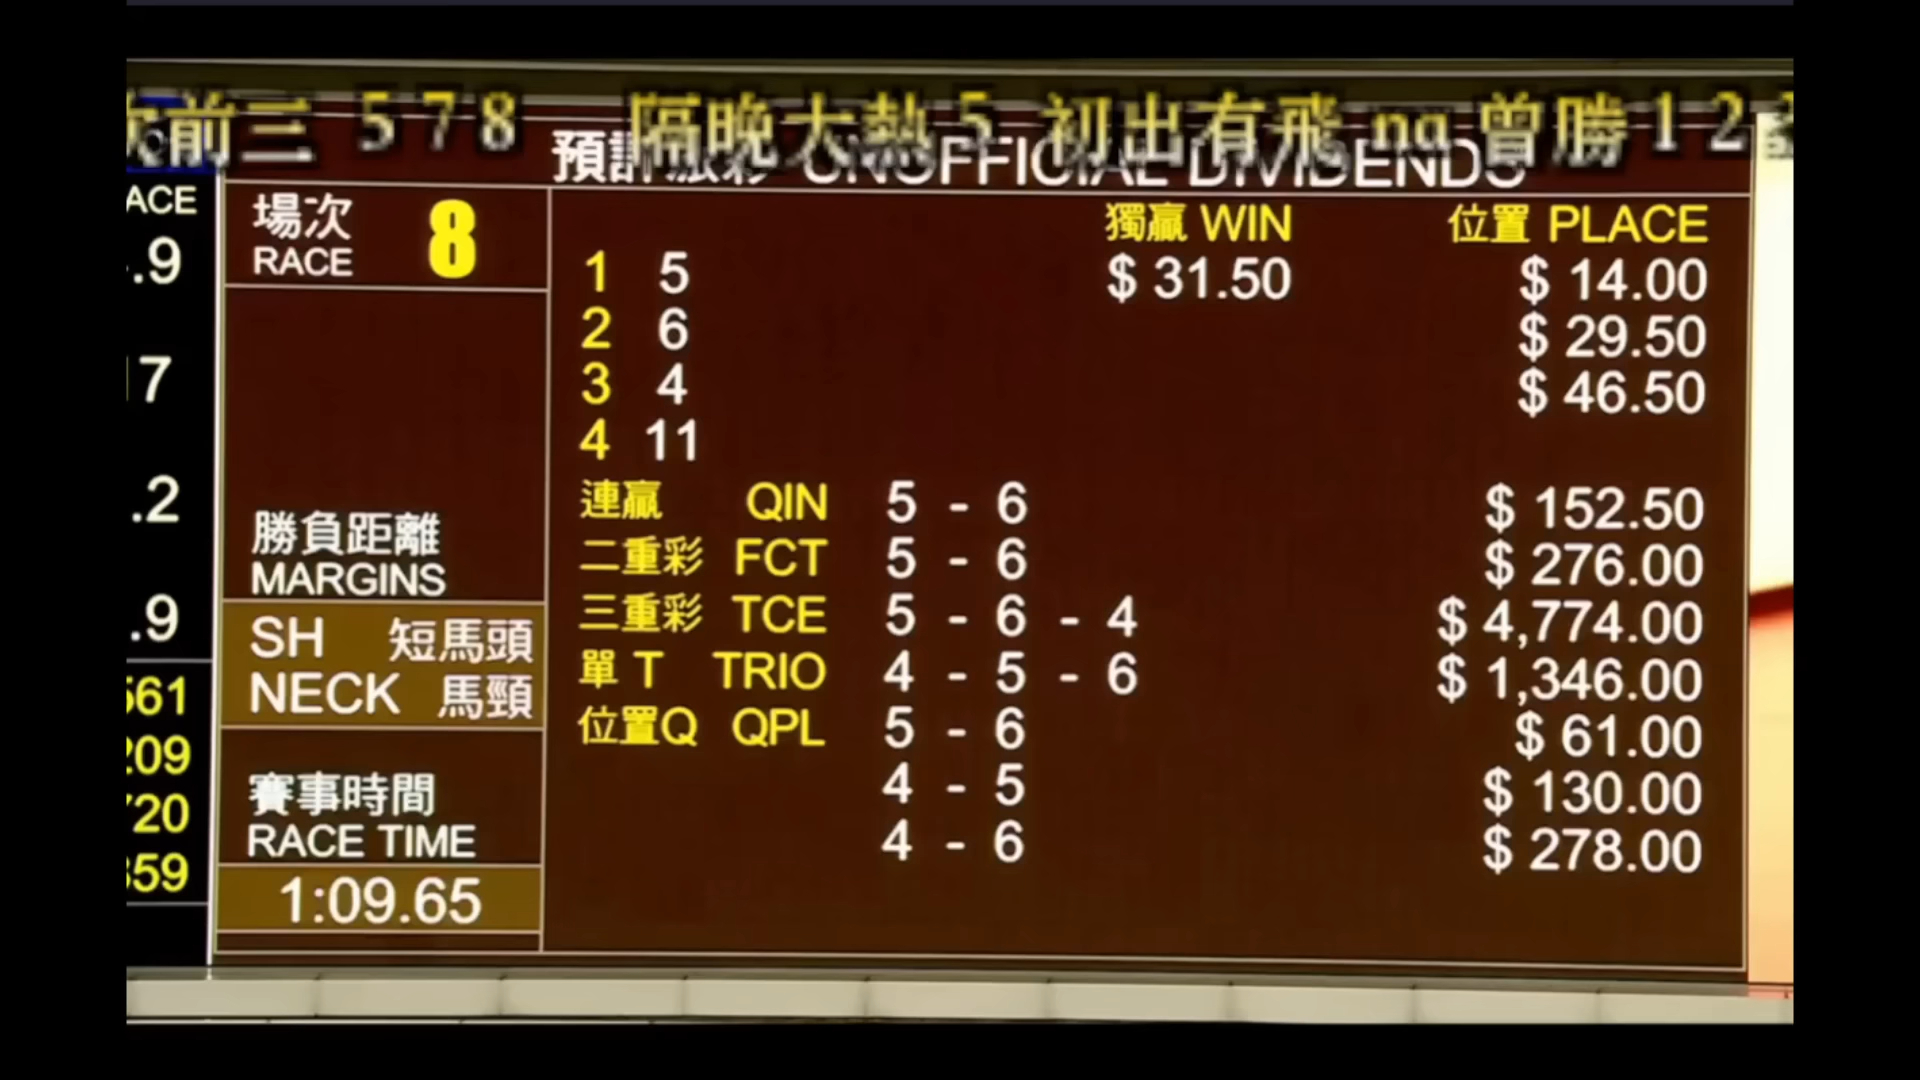 次前三 5 7 8 隔晚大熱 5 初出有飛 na 曾勝 1 2
UNOFFICIAL DIVIDENDS
ACE
.9
17
.2
.9
561
209
720
359
場次
RACE 8
勝負距離
MARGINS
SH 短馬頭
NECK 馬頸
賽事時間
RACE TIME
1:09.65
獨贏 WIN 位置 PLACE
1 5 $ 31.50 $ 14.00
2 6 $ 29.50
3 4 $ 46.50
4 11
連贏 QIN 5 - 6 $ 152.50
二重彩 FCT 5 - 6 $ 276.00
三重彩 TCE 5 - 6 - 4 $ 4,774.00
單T TRIO 4 - 5 - 6 $ 1,346.00
位置Q QPL 5 - 6 $ 61.00
4 - 5 $ 130.00
4 - 6 $ 278.00